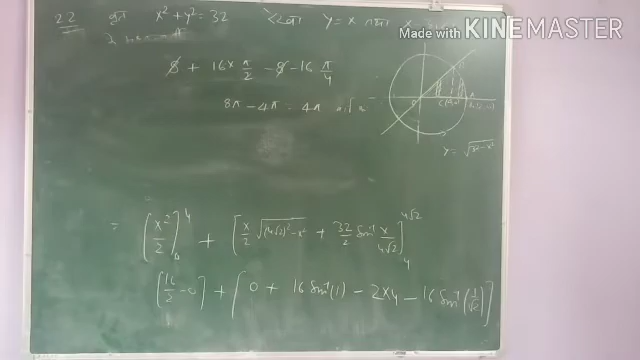 Made with KINEMASTER
22 वृत्त x² + y² = 32 रेखा y = x तथा x
8 + 16 × π/2 - 8 - 16 π/4
8π - 4π = 4π
y = √(32 - x²)
= [x²/2]₀⁴ + [x/2 √((4√2)² - x²) + 32/2 Sin⁻¹ x/4√2]₄^4√2
[16/2 - 0] + [0 + 16 Sin⁻¹(1) - 2×4 - 16 Sin⁻¹(1/√2)]